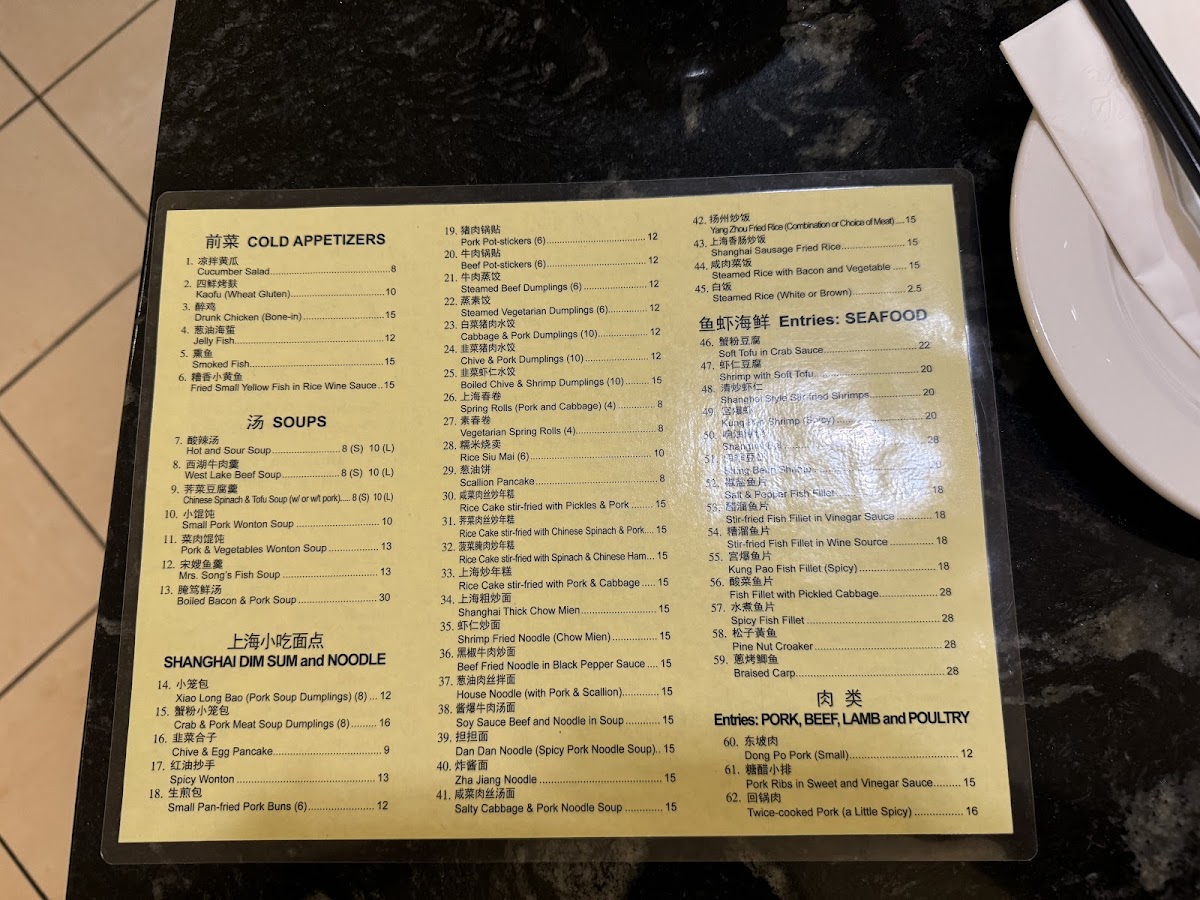 前菜 COLD APPETIZERS
1. 凉拌黄瓜
Cucumber Salad 8
2. 四鲜烤麸
Kaofu (Wheat Gluten) 10
3. 醉鸡
Drunk Chicken (Bone-in) 15
4. 葱油海蜇
Jelly Fish 12
5. 熏鱼
Smoked Fish 15
6. 糟香小黄鱼
Fried Small Yellow Fish in Rice Wine Sauce 15
汤 SOUPS
7. 酸辣汤
Hot and Sour Soup 8 (S) 10 (L)
8. 西湖牛肉羹
West Lake Beef Soup 8 (S) 10 (L)
9. 荠菜豆腐羹
Chinese Spinach & Tofu Soup (w/ or w/t pork) 8 (S) 10 (L)
10. 小馄饨
Small Pork Wonton Soup 10
11. 菜肉馄饨
Pork & Vegetables Wonton Soup 13
12. 宋嫂鱼羹
Mrs. Song's Fish Soup 13
13. 腌笃鲜汤
Boiled Bacon & Pork Soup 30
上海小吃面点
SHANGHAI DIM SUM and NOODLE
14. 小笼包
Xiao Long Bao (Pork Soup Dumplings) (8) 12
15. 蟹粉小笼包
Crab & Pork Meat Soup Dumplings (8) 16
16. 韭菜合子
Chive & Egg Pancake 9
17. 红油抄手
Spicy Wonton 13
18. 生煎包
Small Pan-fried Pork Buns (6) 12
19. 猪肉锅贴
Pork Pot-stickers (6) 12
20. 牛肉锅贴
Beef Pot-stickers (6) 12
21. 牛肉蒸饺
Steamed Beef Dumplings (6) 12
22. 蒸素饺
Steamed Vegetarian Dumplings (6) 12
23. 白菜猪肉水饺
Cabbage & Pork Dumplings (10) 12
24. 韭菜猪肉水饺
Chive & Pork Dumplings (10) 12
25. 韭菜虾仁水饺
Boiled Chive & Shrimp Dumplings (10) 15
26. 上海春卷
Spring Rolls (Pork and Cabbage) (4) 8
27. 素春卷
Vegetarian Spring Rolls (4) 8
28. 糯米烧卖
Rice Siu Mai (6) 10
29. 葱油饼
Scallion Pancake 8
30. 咸菜肉丝炒年糕
Rice Cake stir-fried with Pickles & Pork 15
31. 荠菜肉丝炒年糕
Rice Cake stir-fried with Chinese Spinach & Pork 15
32. 菠菜腌肉炒年糕
Rice Cake stir-fried with Spinach & Chinese Ham 15
33. 上海炒年糕
Rice Cake stir-fried with Pork & Cabbage 15
34. 上海粗炒面
Shanghai Thick Chow Mien 15
35. 虾仁炒面
Shrimp Fried Noodle (Chow Mien) 15
36. 黑椒牛肉炒面
Beef Fried Noodle in Black Pepper Sauce 15
37. 葱油肉丝拌面
House Noodle (with Pork & Scallion) 15
38. 酱爆牛肉汤面
Soy Sauce Beef and Noodle in Soup 15
39. 担担面
Dan Dan Noodle (Spicy Pork Noodle Soup) 15
40. 炸酱面
Zha Jiang Noodle 15
41. 咸菜肉丝汤面
Salty Cabbage & Pork Noodle Soup 15
42. 扬州炒饭
Yang Zhou Fried Rice (Combination or Choice of Meat) 15
43. 上海香肠炒饭
Shanghai Sausage Fried Rice 15
44. 咸肉菜饭
Steamed Rice with Bacon and Vegetable 15
45. 白饭
Steamed Rice (White or Brown) 2.5
鱼虾海鲜 Entries: SEAFOOD
46. 蟹粉豆腐
Soft Tofu in Crab Sauce 22
47. 虾仁豆腐
Shrimp with Soft Tofu 20
48. 清炒虾仁
Shanghai Style Stir-fried Shrimps 20
49. 宫爆虾
Kung Shrimp (Spicy) 20
50.
Shanghai 28
51.
Shrimp
52. 椒盐鱼片
Salt & Pepper Fish Fillet 18
53. 醋溜鱼片
Stir-fried Fish Fillet in Vinegar Sauce 18
54. 糟溜鱼片
Stir-fried Fish Fillet in Wine Source 18
55. 宫爆鱼片
Kung Pao Fish Fillet (Spicy) 18
56. 酸菜鱼片
Fish Fillet with Pickled Cabbage 28
57. 水煮鱼片
Spicy Fish Fillet 28
58. 松子黃魚
Pine Nut Croaker 28
59. 蔥烤鯽魚
Braised Carp 28
肉 类
Entries: PORK, BEEF, LAMB and POULTRY
60. 东坡肉
Dong Po Pork (Small) 12
61. 糖醋小排
Pork Ribs in Sweet and Vinegar Sauce 15
62. 回锅肉
Twice-cooked Pork (a Little Spicy) 16